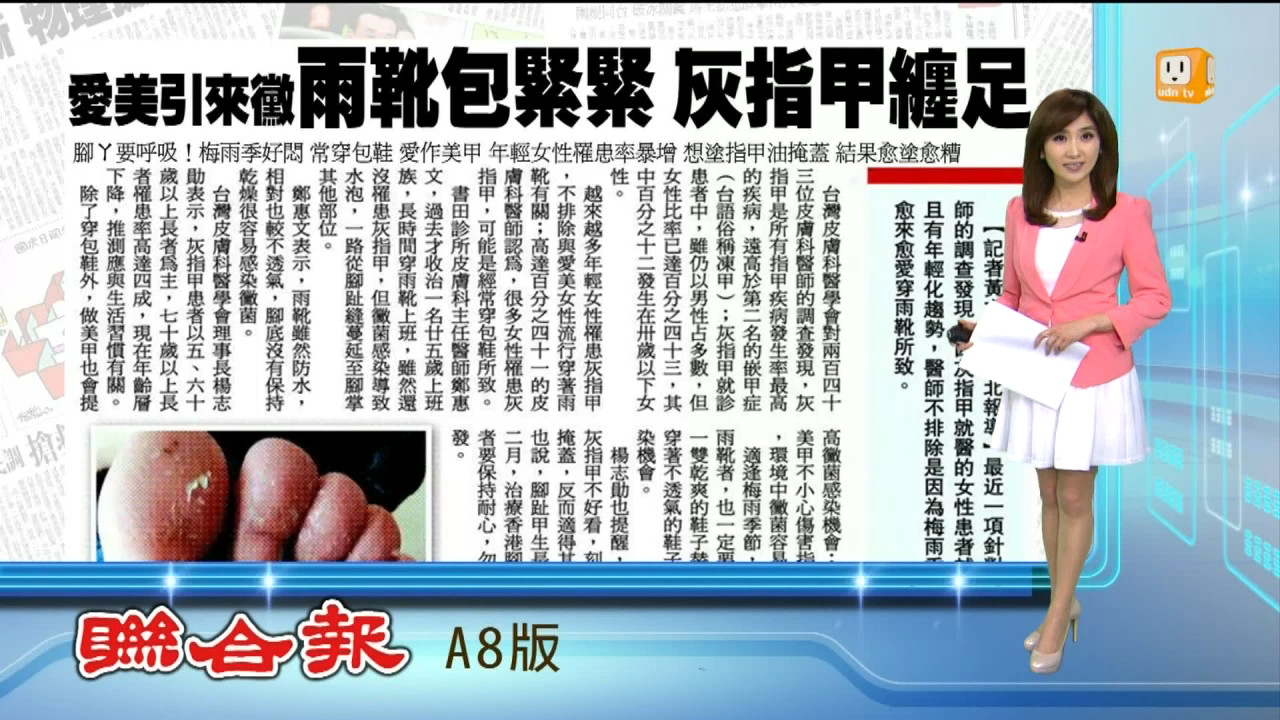 愛美引來黴 雨靴包緊緊 灰指甲纏足
腳ㄚ要呼吸！梅雨季好悶 常穿包鞋 愛作美甲 年輕女性罹患率暴增 想塗指甲油掩蓋 結果愈塗愈糟
【記者黃 北報導】最近一項針對
師的調查發現 灰指甲就醫的女性患者
且有年輕化趨勢，醫師不排除是因為梅雨
愈來愈愛穿雨靴所致。
台灣皮膚科醫學會對兩百四十
三位皮膚科醫師的調查發現，灰
指甲是所有指甲疾病發生率最高
的疾病，遠高於第二名的嵌甲症
（台語俗稱凍甲）；灰指甲就診
患者中，雖仍以男性占多數，但
女性比率已達百分之四十三，其
中百分之十二發生在卅歲以下女
性。
越來越多年輕女性罹患灰指甲
，不排除與愛美女性流行穿著雨
靴有關；高達百分之四十一的皮
膚科醫師認為，很多女性罹患灰
指甲，可能是經常穿包鞋所致。
書田診所皮膚科主任醫師鄭惠
文，過去才收治一名廿五歲上班
族，長時間穿雨靴上班，雖然還
沒罹患灰指甲，但黴菌感染導致
水泡，一路從腳趾縫蔓延至腳掌
其他部位。
鄭惠文表示，雨靴雖然防水，
相對也較不透氣，腳底沒有保持
乾燥很容易感染黴菌。
台灣皮膚科醫學會理事長楊志
勛表示，灰指甲患者以五、六十
歲以上長者為主，七十歲以上長
者罹患率高達四成，現在年齡層
下降，推測應與生活習慣有關。
除了穿包鞋外，做美甲也會提
高黴菌感染機會；
美甲不小心傷害指
，環境中黴菌容易
適逢梅雨季節，
雨靴者，也一定要
一雙乾爽的鞋子替
穿著不透氣的鞋子
染機會。
楊志勛也提醒，
灰指甲不好看，刻
掩蓋，反而適得其
也說，腳趾甲生長
二月，治療香港腳
者要保持耐心，勿
發。
聯合報 A8版
udn tv